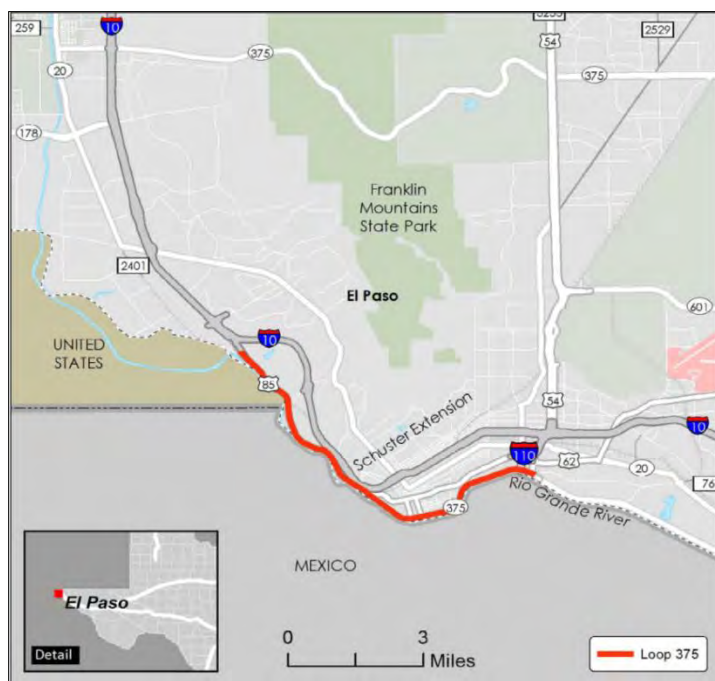 259
10
3255
54
2529
20
375
375
178
Franklin
Mountains
State Park
2401
El Paso
601
UNITED
STATES
10
85
54
Schuster Extension
10
110
62
20
76
375
Rio Grande River
MEXICO
El Paso
Detail
0 3
Miles
Loop 375